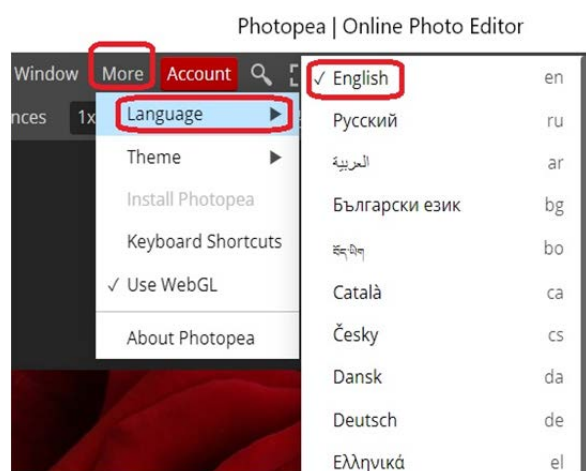 Photopea | Online Photo Editor
Window More Account
nces 1x
Language
Theme
Install Photopea
Keyboard Shortcuts
✓ Use WebGL
About Photopea
✓ English en
Русский ru
العربية ar
Български език bg
བོད་ཡིག bo
Català ca
Česky cs
Dansk da
Deutsch de
Ελληνικά el